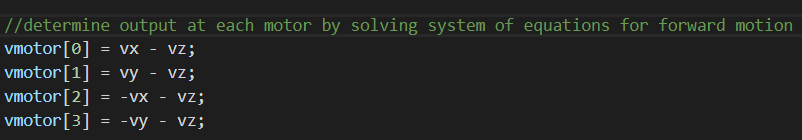 //determine output at each motor by solving system of equations for forward motion
vmotor[0] = vx - vz;
vmotor[1] = vy - vz;
vmotor[2] = -vx - vz;
vmotor[3] = -vy - vz;